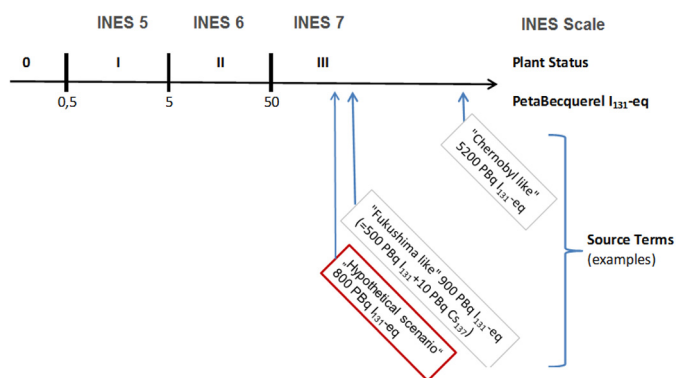 INES 5 INES 6 INES 7 INES Scale
0 I II III Plant Status
0,5 5 50 PetaBecquerel I131-eq
"Chernobyl like"
5200 PBq I131-eq
"Fukushima like" 900 PBq I131-eq
(=500 PBq I131+10 PBq Cs137)
„Hypothetical scenario“
800 PBq I131-eq
Source Terms
(examples)